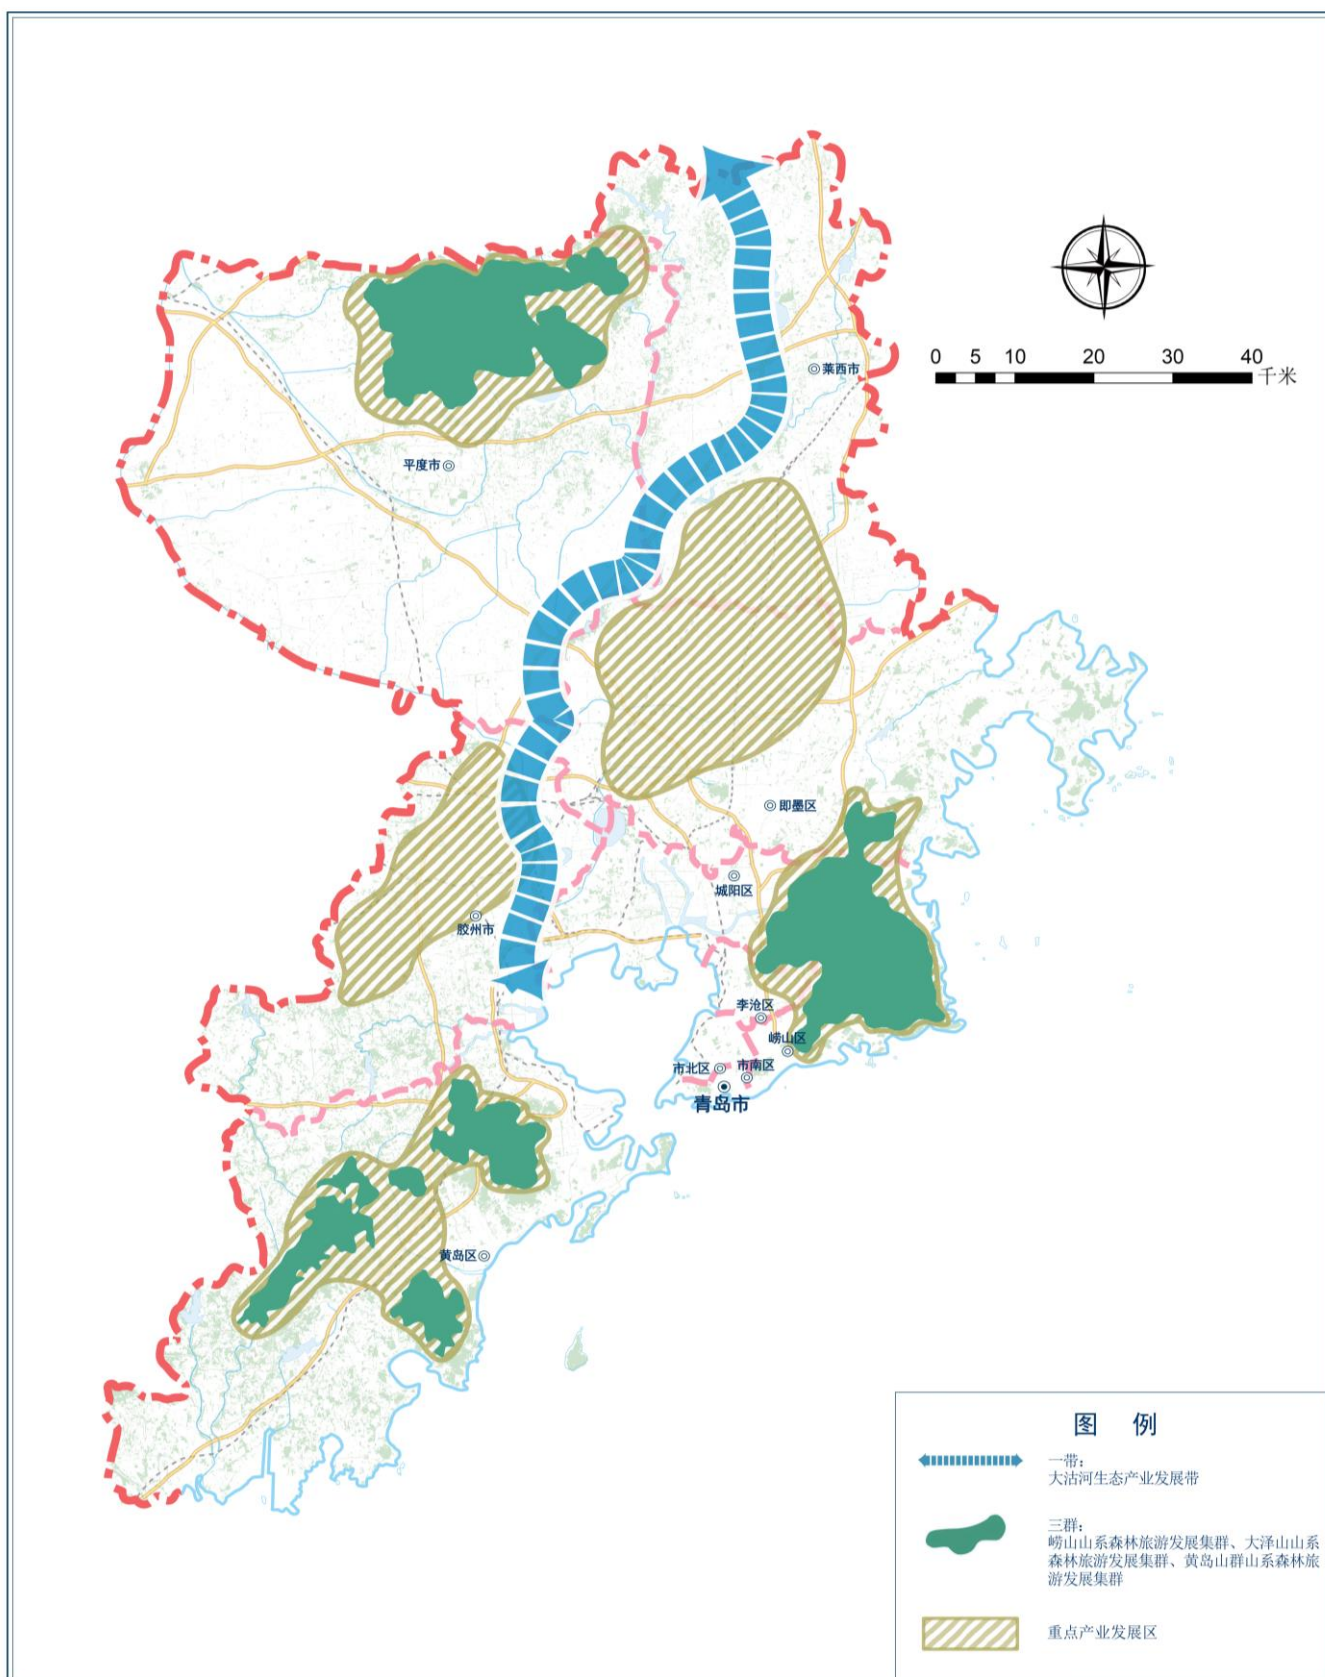 0 5 10 20 30 40
千米
莱西市
平度市
即墨区
城阳区
胶州市
李沧区
崂山区
市北区
市南区
青岛市
黄岛区
图 例
一带：
大沽河生态产业发展带
三群：
崂山山系森林旅游发展集群、大泽山山系
森林旅游发展集群、黄岛山群山系森林旅
游发展集群
重点产业发展区